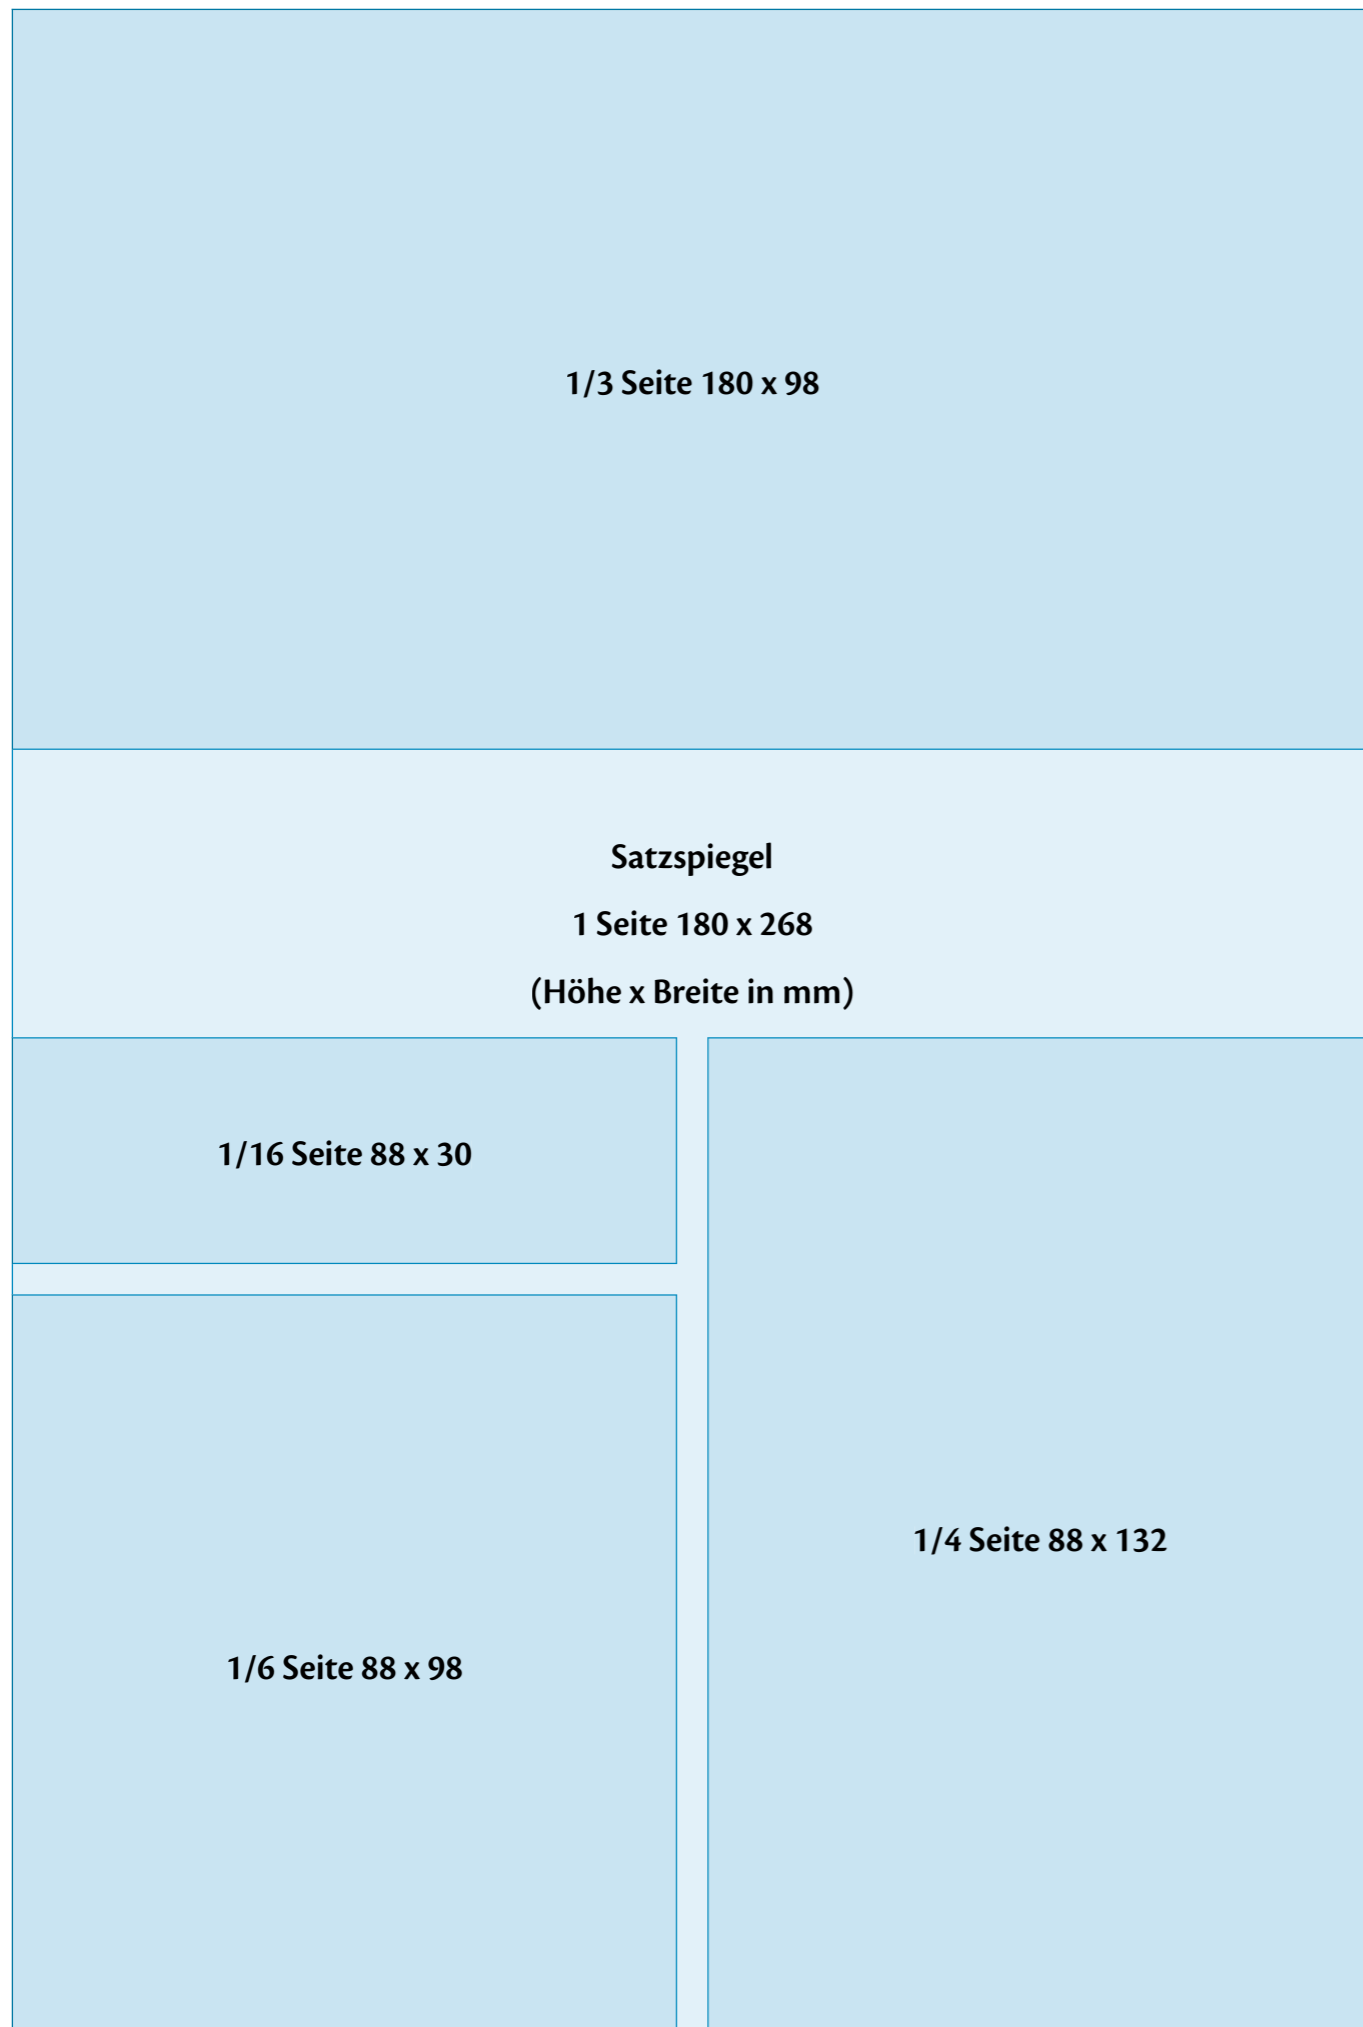 1/3 Seite 180 x 98
Satzspiegel
1 Seite 180 x 268
(Höhe x Breite in mm)
1/16 Seite 88 x 30
1/4 Seite 88 x 132
1/6 Seite 88 x 98